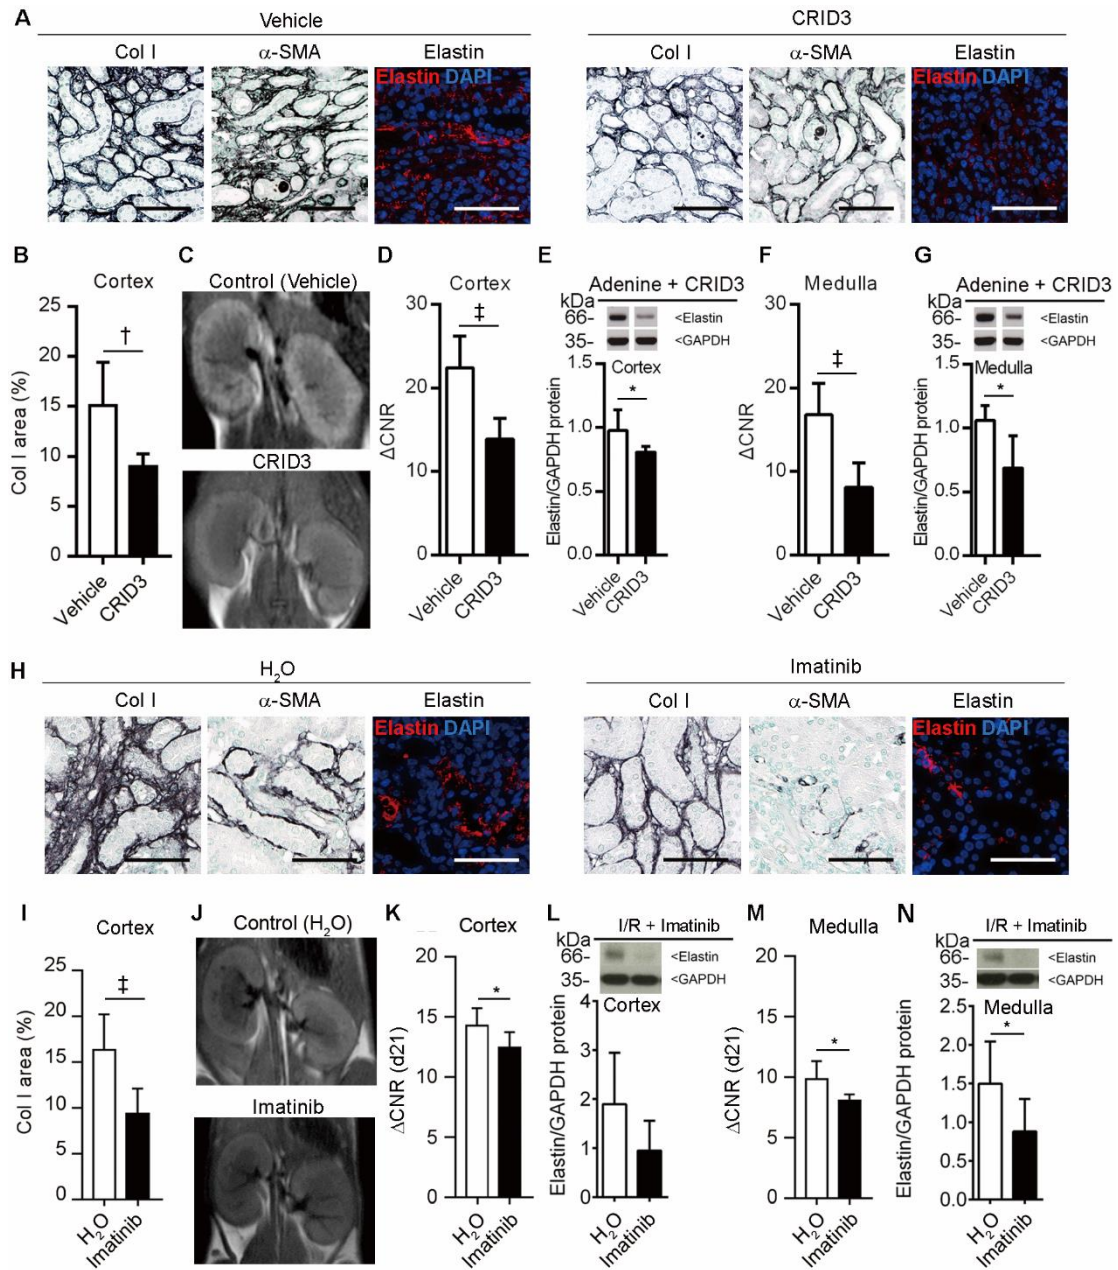 A
Vehicle
CRID3
Col I
α-SMA
Elastin
Col I
α-SMA
Elastin
Elastin DAPI
Elastin DAPI
B
Cortex
Col I area (%)
25
20
15
10
5
0
†
Vehicle
CRID3
C
Control (Vehicle)
CRID3
D
Cortex
ΔCNR
30
20
10
0
‡
Vehicle
CRID3
E
Adenine + CRID3
kDa
66-
<Elastin
35-
<GAPDH
Cortex
Elastin/GAPDH protein
1.5
1.0
0.5
0.0
*
Vehicle
CRID3
F
Medulla
ΔCNR
30
20
10
0
‡
Vehicle
CRID3
G
Adenine + CRID3
kDa
66-
<Elastin
35-
<GAPDH
Medulla
Elastin/GAPDH protein
1.5
1.0
0.5
0.0
*
Vehicle
CRID3
H
H₂O
Imatinib
Col I
α-SMA
Elastin
Col I
α-SMA
Elastin
Elastin DAPI
Elastin DAPI
I
Cortex
Col I area (%)
25
20
15
10
5
0
‡
H₂O
Imatinib
J
Control (H₂O)
Imatinib
K
Cortex
ΔCNR (d21)
20
15
10
5
0
*
H₂O
Imatinib
L
I/R + Imatinib
kDa
66-
<Elastin
35-
<GAPDH
Cortex
Elastin/GAPDH protein
4
3
2
1
0
H₂O
Imatinib
M
Medulla
ΔCNR (d21)
20
15
10
5
0
*
H₂O
Imatinib
N
I/R + Imatinib
kDa
66-
<Elastin
35-
<GAPDH
Medulla
Elastin/GAPDH protein
2.5
2.0
1.5
1.0
0.5
0.0
*
H₂O
Imatinib